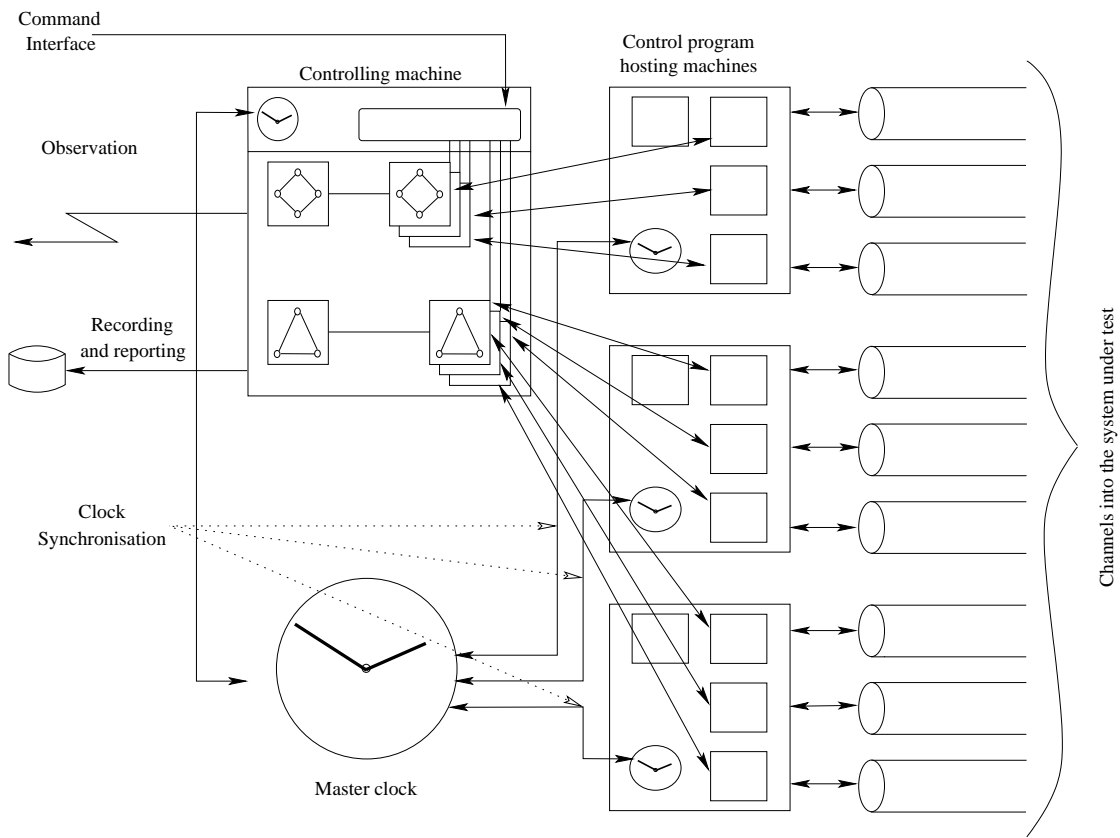 Command
Interface
Controlling machine
Control program
hosting machines
Observation
Recording
and reporting
Clock
Synchronisation
Master clock
Channels into the system under test